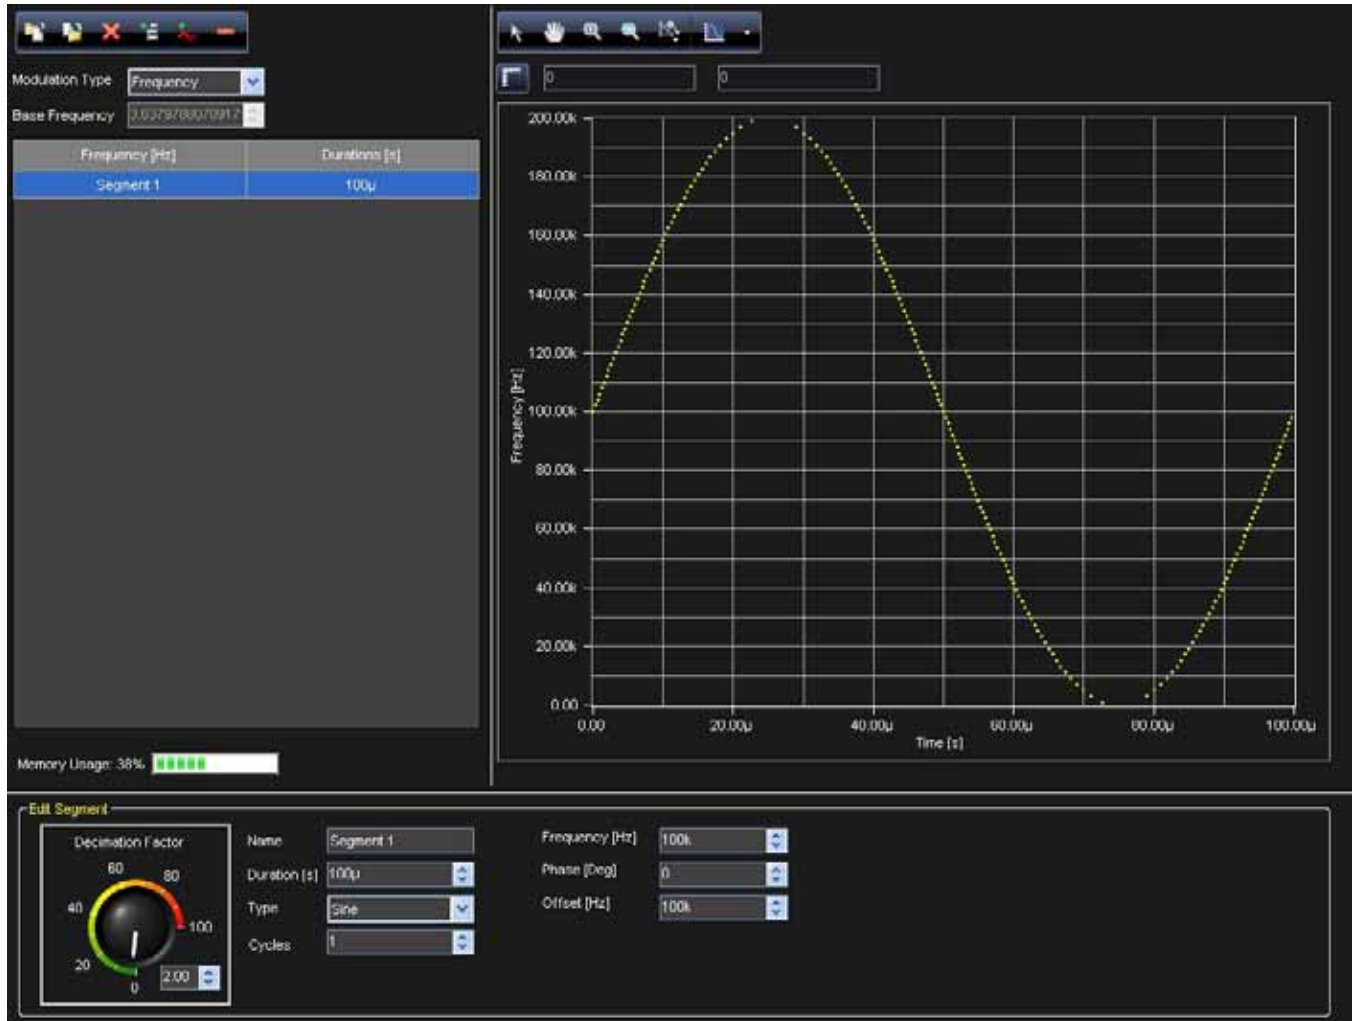 Modulation Type Frequency
Base Frequency
Frequency [Hz] Durations [s]
Segment 1 100µ
Memory Usage: 38%
0 0
200.00k
180.00k
160.00k
140.00k
120.00k
100.00k
80.00k
60.00k
40.00k
20.00k
0.00
Frequency [Hz]
0.00 20.00µ 40.00µ 60.00µ 80.00µ 100.00µ
Time [s]
Edit Segment
Decimation Factor
0 20 40 60 80 100
2.00
Name Segment 1
Duration [s] 100µ
Type Sine
Cycles 1
Frequency [Hz] 100k
Phase [Deg] 0
Offset [Hz] 100k